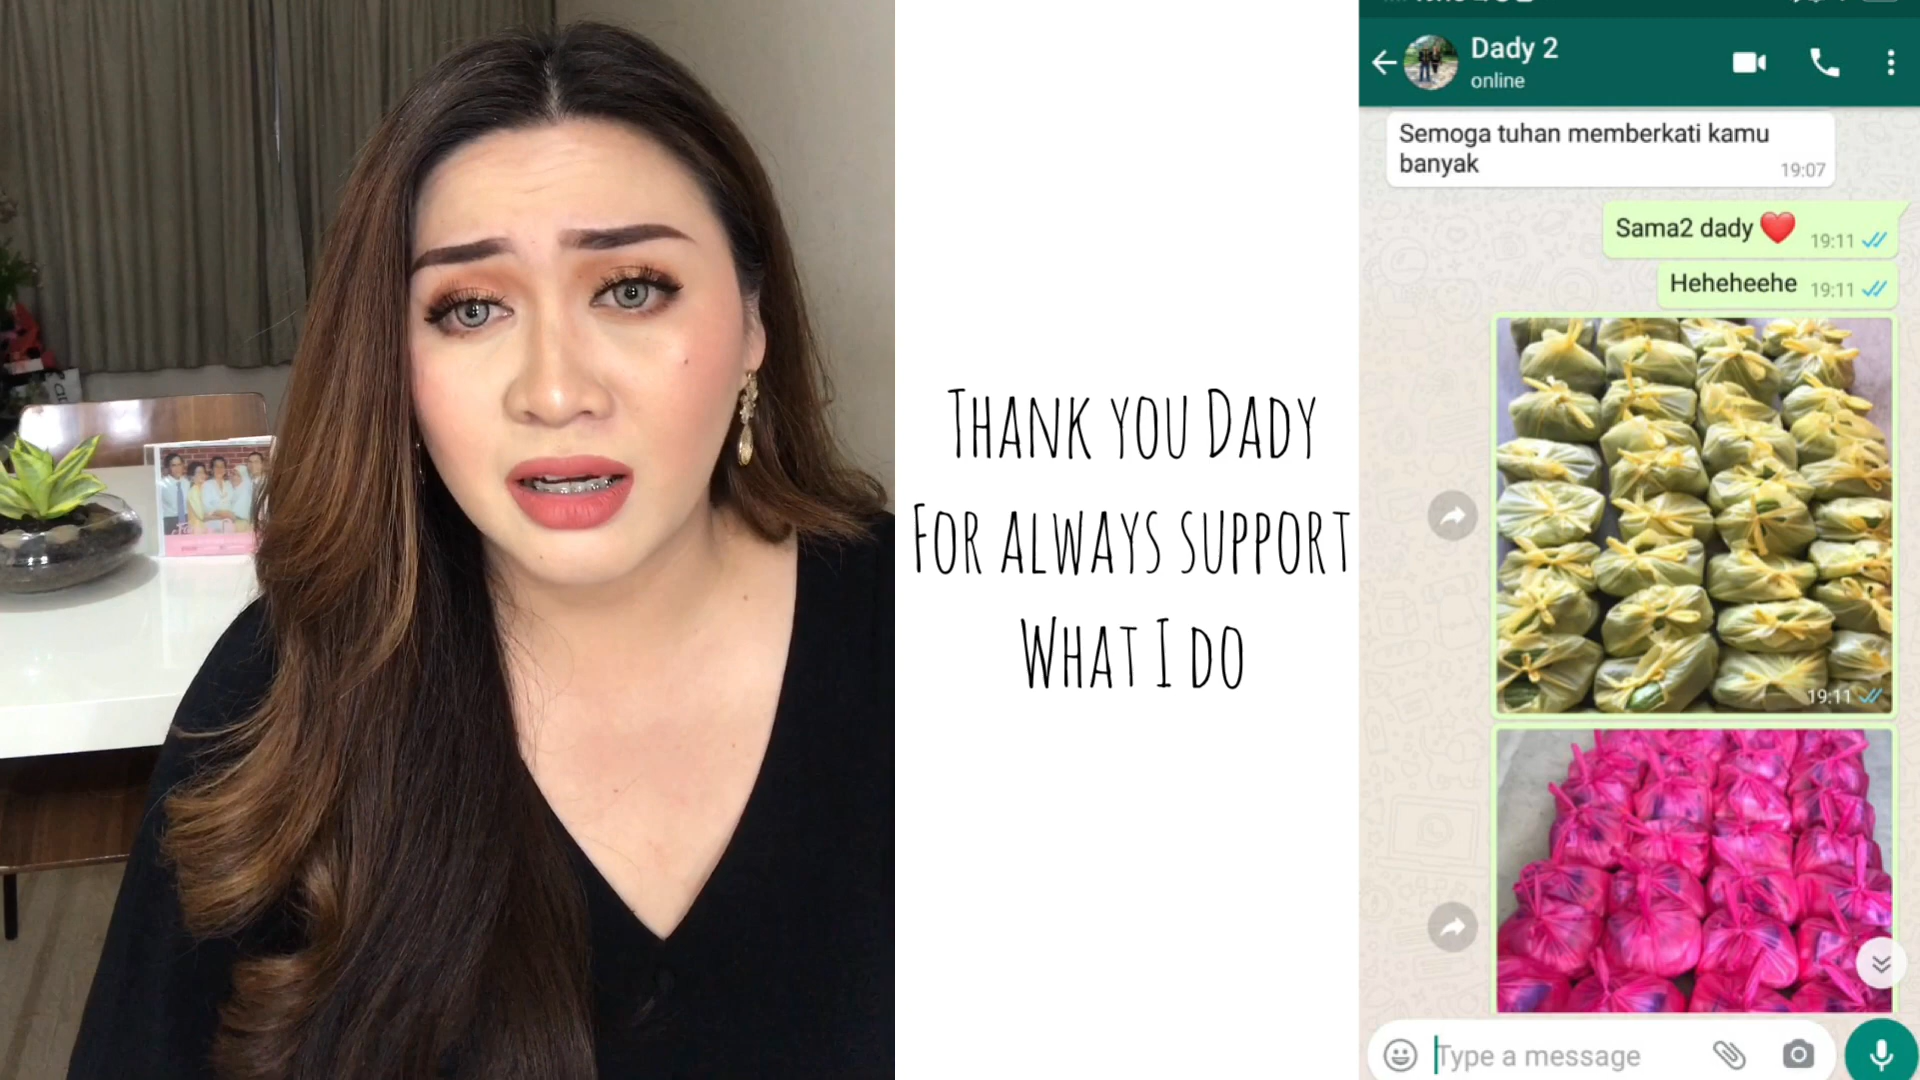 Thank you Dady
For always support
What I do
Dady 2
online
Semoga tuhan memberkati kamu
banyak
19:07
Sama2 dady
19:11
Heheheehe
19:11
19:11
Type a message